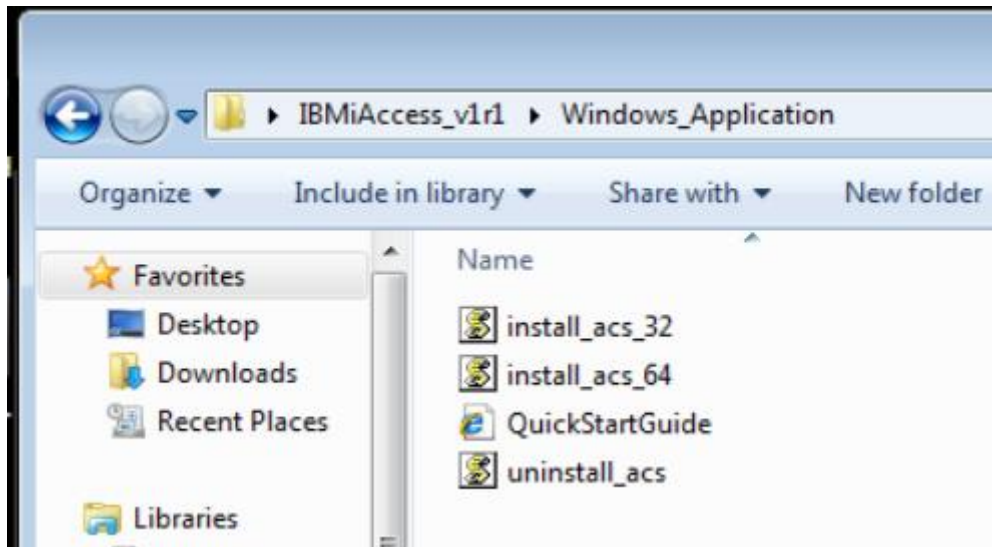 IBMiAccess_v1r1 Windows_Application
Organize Include in library Share with New folder
Favorites
Desktop
Downloads
Recent Places
Libraries
Name
install_acs_32
install_acs_64
QuickStartGuide
uninstall_acs